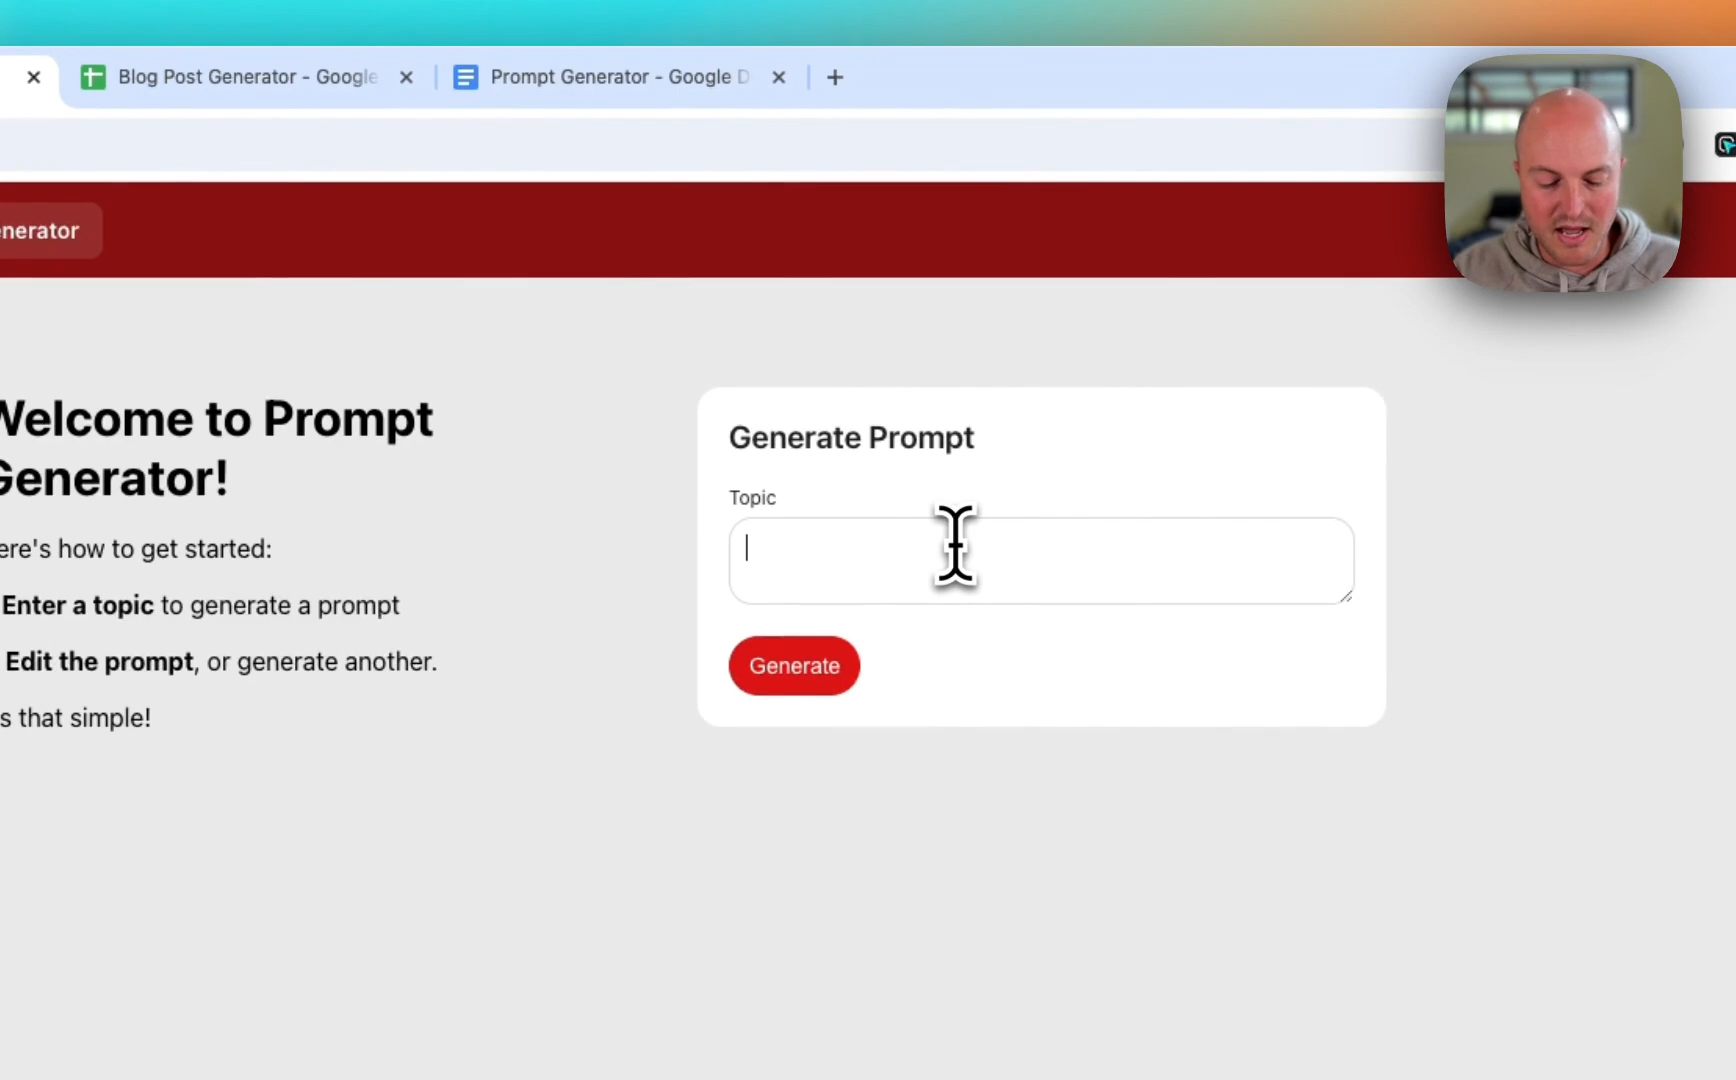 Blog Post Generator - Google
Prompt Generator - Google D
nerator
Welcome to Prompt
Generator!
ere's how to get started:
Enter a topic to generate a prompt
Edit the prompt, or generate another.
s that simple!
Generate Prompt
Topic
Generate